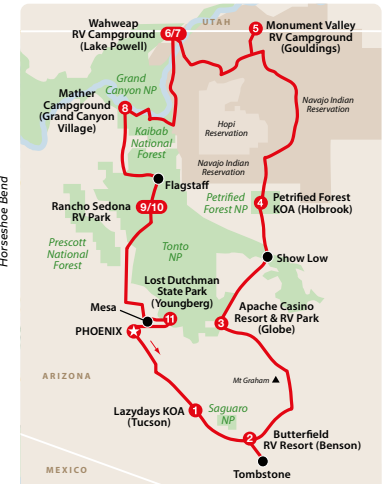 UTAH
Wahweap
RV Campground
(Lake Powell)
6/7
5
Monument Valley
RV Campground
(Gouldings)
Grand
Canyon NP
Mather
Campground
(Grand Canyon
Village)
8
Navajo Indian
Reservation
Hopi
Reservation
Kaibab
National
Forest
Navajo Indian
Reservation
Flagstaff
Horseshoe Bend
Rancho Sedona
RV Park
9/10
Petrified
Forest NP
4
Petrified Forest
KOA (Holbrook)
Prescott
National
Forest
Tonto
NP
Show Low
Lost Dutchman
State Park
(Youngberg)
11
Mesa
PHOENIX
3
Apache Casino
Resort & RV Park
(Globe)
ARIZONA
Mt Graham
Lazydays KOA
(Tucson)
1
Saguaro
NP
2
Butterfield
RV Resort (Benson)
Tombstone
MEXICO